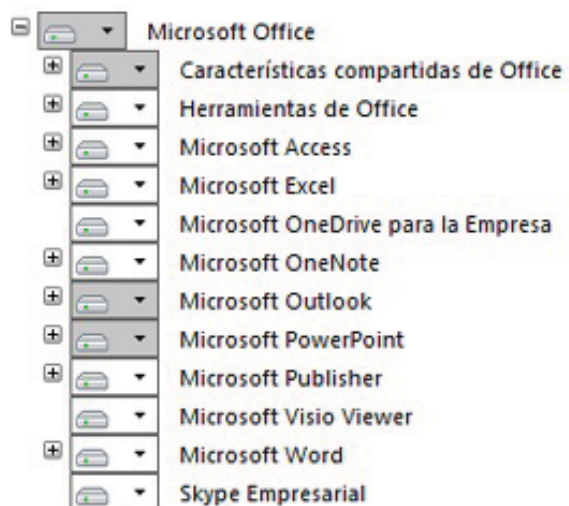 Microsoft Office
Características compartidas de Office
Herramientas de Office
Microsoft Access
Microsoft Excel
Microsoft OneDrive para la Empresa
Microsoft OneNote
Microsoft Outlook
Microsoft PowerPoint
Microsoft Publisher
Microsoft Visio Viewer
Microsoft Word
Skype Empresarial